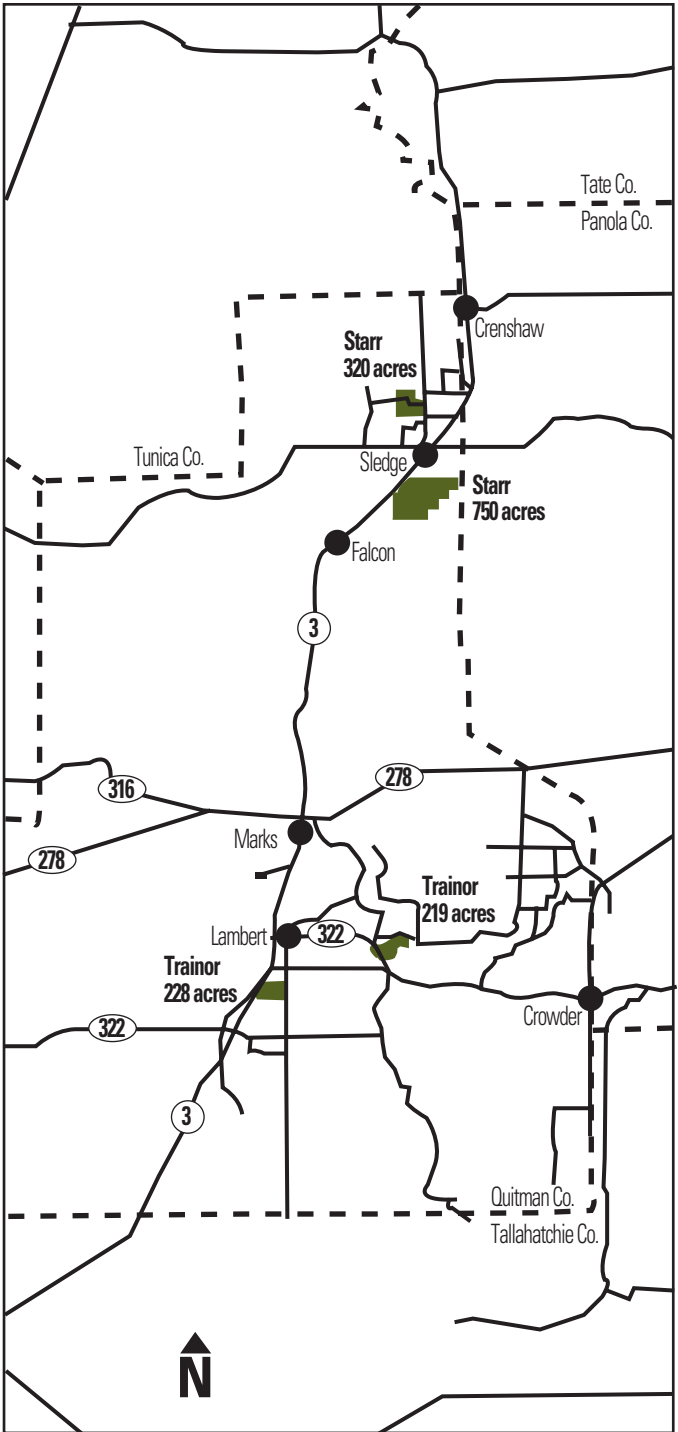 Tate Co.
Panola Co.
Crenshaw
Starr
320 acres
Tunica Co.
Sledge
Starr
750 acres
Falcon
3
278
316
Marks
278
Trainor
219 acres
Lambert
322
Trainor
228 acres
Crowder
322
3
Quitman Co.
Tallahatchie Co.
N